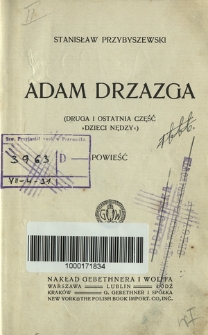 STANISŁAW PRZYBYSZEWSKI
ADAM DRZAZGA
(DRUGA I OSTATNIA CZĘŚĆ
«DZIECI NĘDZY»)
3763
D
POWIEŚĆ
1000171834
NAKŁAD GEBETHNERA I WOLFFA
WARSZAWA LUBLIN ŁÓDŹ
KRAKÓW G. GEBETHNER I SPÓŁKA
NEW YORK THE POLISH BOOK IMPORT. CO., INC.